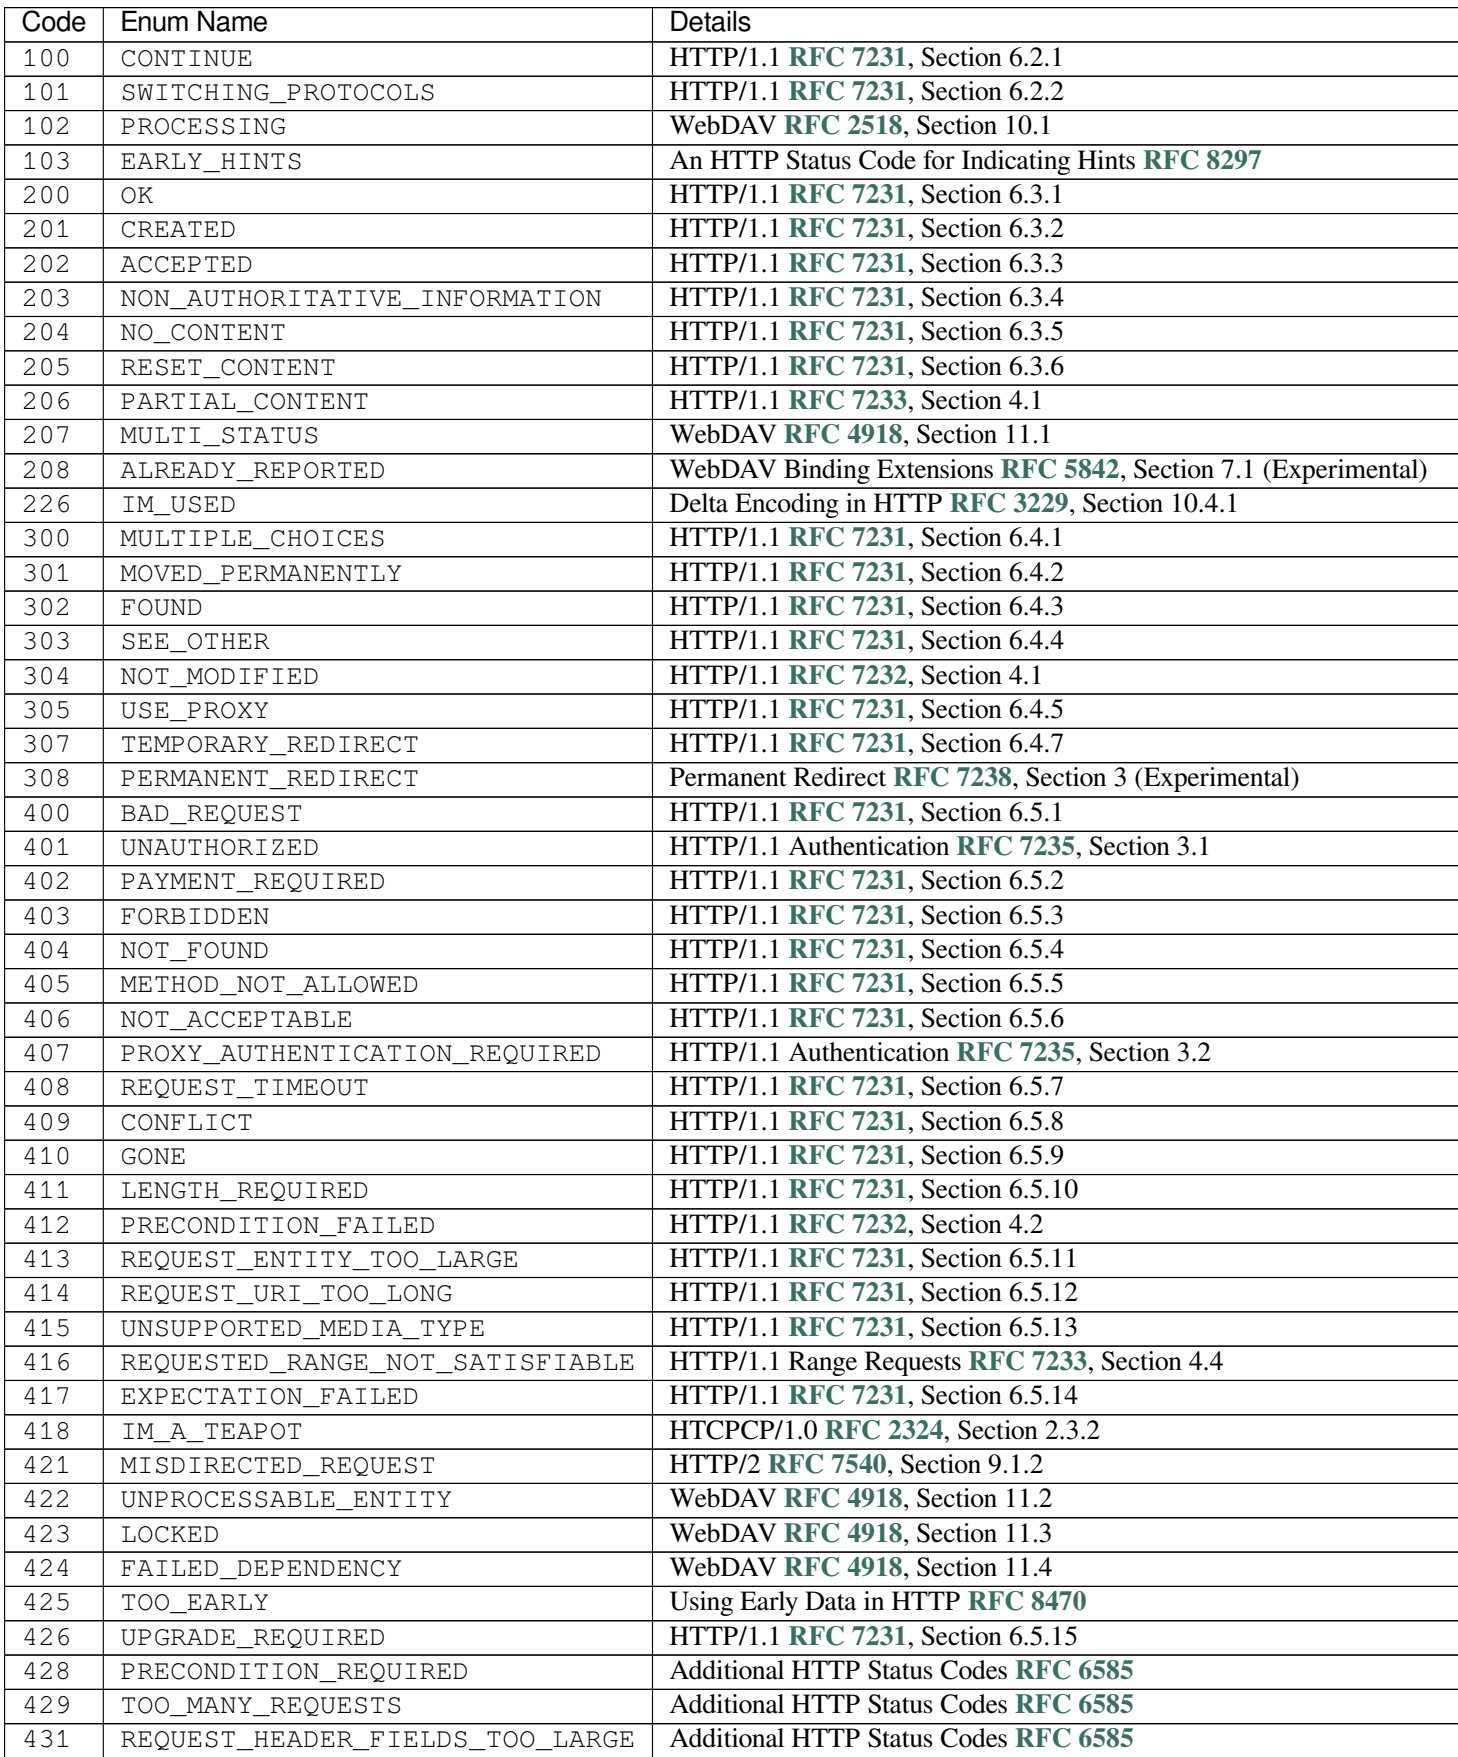 Code Enum Name Details
100 CONTINUE HTTP/1.1 RFC 7231, Section 6.2.1
101 SWITCHING_PROTOCOLS HTTP/1.1 RFC 7231, Section 6.2.2
102 PROCESSING WebDAV RFC 2518, Section 10.1
103 EARLY_HINTS An HTTP Status Code for Indicating Hints RFC 8297
200 OK HTTP/1.1 RFC 7231, Section 6.3.1
201 CREATED HTTP/1.1 RFC 7231, Section 6.3.2
202 ACCEPTED HTTP/1.1 RFC 7231, Section 6.3.3
203 NON_AUTHORITATIVE_INFORMATION HTTP/1.1 RFC 7231, Section 6.3.4
204 NO_CONTENT HTTP/1.1 RFC 7231, Section 6.3.5
205 RESET_CONTENT HTTP/1.1 RFC 7231, Section 6.3.6
206 PARTIAL_CONTENT HTTP/1.1 RFC 7233, Section 4.1
207 MULTI_STATUS WebDAV RFC 4918, Section 11.1
208 ALREADY_REPORTED WebDAV Binding Extensions RFC 5842, Section 7.1 (Experimental)
226 IM_USED Delta Encoding in HTTP RFC 3229, Section 10.4.1
300 MULTIPLE_CHOICES HTTP/1.1 RFC 7231, Section 6.4.1
301 MOVED_PERMANENTLY HTTP/1.1 RFC 7231, Section 6.4.2
302 FOUND HTTP/1.1 RFC 7231, Section 6.4.3
303 SEE_OTHER HTTP/1.1 RFC 7231, Section 6.4.4
304 NOT_MODIFIED HTTP/1.1 RFC 7232, Section 4.1
305 USE_PROXY HTTP/1.1 RFC 7231, Section 6.4.5
307 TEMPORARY_REDIRECT HTTP/1.1 RFC 7231, Section 6.4.7
308 PERMANENT_REDIRECT Permanent Redirect RFC 7238, Section 3 (Experimental)
400 BAD_REQUEST HTTP/1.1 RFC 7231, Section 6.5.1
401 UNAUTHORIZED HTTP/1.1 Authentication RFC 7235, Section 3.1
402 PAYMENT_REQUIRED HTTP/1.1 RFC 7231, Section 6.5.2
403 FORBIDDEN HTTP/1.1 RFC 7231, Section 6.5.3
404 NOT_FOUND HTTP/1.1 RFC 7231, Section 6.5.4
405 METHOD_NOT_ALLOWED HTTP/1.1 RFC 7231, Section 6.5.5
406 NOT_ACCEPTABLE HTTP/1.1 RFC 7231, Section 6.5.6
407 PROXY_AUTHENTICATION_REQUIRED HTTP/1.1 Authentication RFC 7235, Section 3.2
408 REQUEST_TIMEOUT HTTP/1.1 RFC 7231, Section 6.5.7
409 CONFLICT HTTP/1.1 RFC 7231, Section 6.5.8
410 GONE HTTP/1.1 RFC 7231, Section 6.5.9
411 LENGTH_REQUIRED HTTP/1.1 RFC 7231, Section 6.5.10
412 PRECONDITION_FAILED HTTP/1.1 RFC 7232, Section 4.2
413 REQUEST_ENTITY_TOO_LARGE HTTP/1.1 RFC 7231, Section 6.5.11
414 REQUEST_URI_TOO_LONG HTTP/1.1 RFC 7231, Section 6.5.12
415 UNSUPPORTED_MEDIA_TYPE HTTP/1.1 RFC 7231, Section 6.5.13
416 REQUESTED_RANGE_NOT_SATISFIABLE HTTP/1.1 Range Requests RFC 7233, Section 4.4
417 EXPECTATION_FAILED HTTP/1.1 RFC 7231, Section 6.5.14
418 IM_A_TEAPOT HTCPCP/1.0 RFC 2324, Section 2.3.2
421 MISDIRECTED_REQUEST HTTP/2 RFC 7540, Section 9.1.2
422 UNPROCESSABLE_ENTITY WebDAV RFC 4918, Section 11.2
423 LOCKED WebDAV RFC 4918, Section 11.3
424 FAILED_DEPENDENCY WebDAV RFC 4918, Section 11.4
425 TOO_EARLY Using Early Data in HTTP RFC 8470
426 UPGRADE_REQUIRED HTTP/1.1 RFC 7231, Section 6.5.15
428 PRECONDITION_REQUIRED Additional HTTP Status Codes RFC 6585
429 TOO_MANY_REQUESTS Additional HTTP Status Codes RFC 6585
431 REQUEST_HEADER_FIELDS_TOO_LARGE Additional HTTP Status Codes RFC 6585